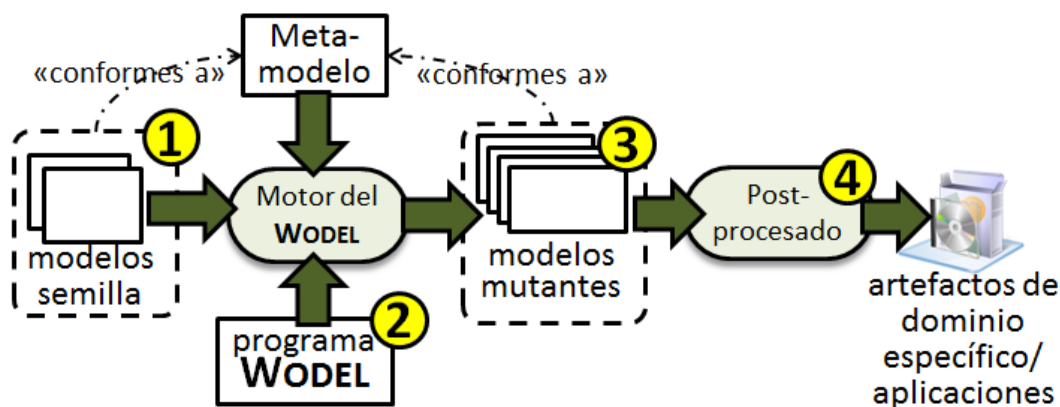 Meta-
modelo
«conformes a»
«conformes a»
1
modelos
semilla
Motor del
WODEL
2
programa
WODEL
3
modelos
mutantes
4
Post-
procesado
artefactos de
dominio
específico/
aplicaciones